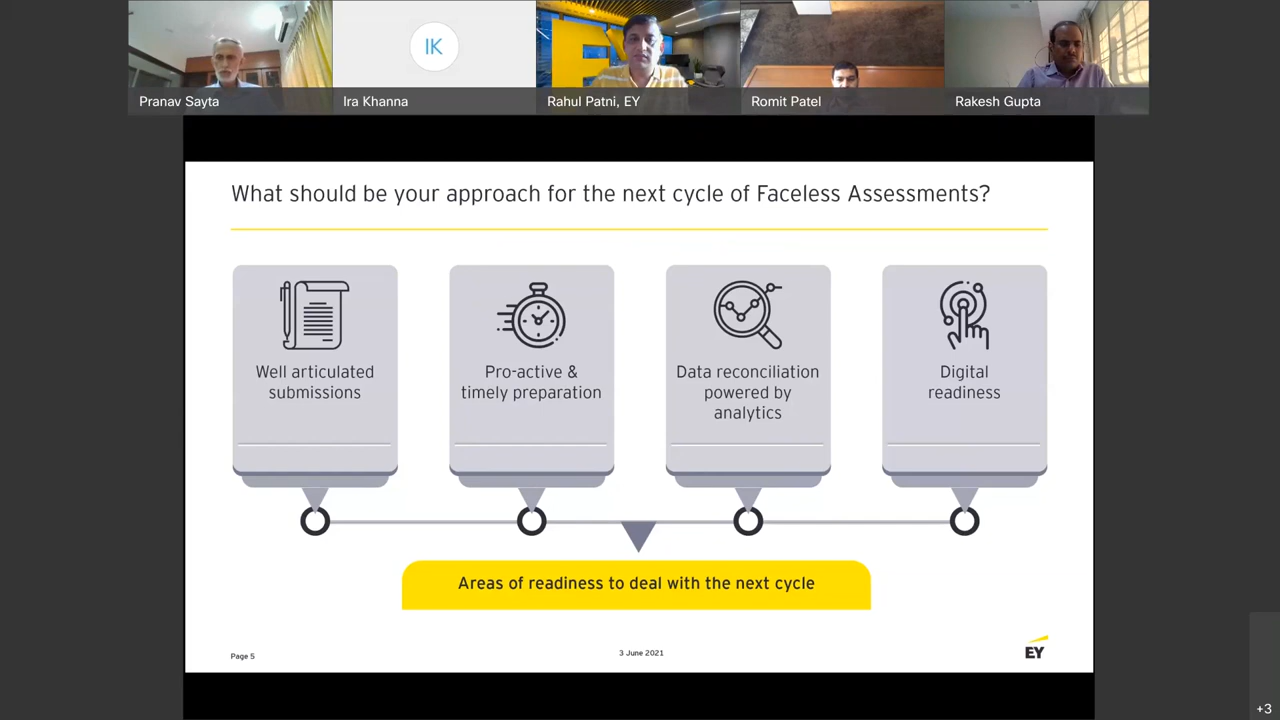 IK
Pranav Sayta
Ira Khanna
Rahul Patni, EY
Romit Patel
Rakesh Gupta
What should be your approach for the next cycle of Faceless Assessments?
Well articulated
submissions
Pro-active &
timely preparation
Data reconciliation
powered by
analytics
Digital
readiness
Areas of readiness to deal with the next cycle
Page 5
3 June 2021
EY
+3